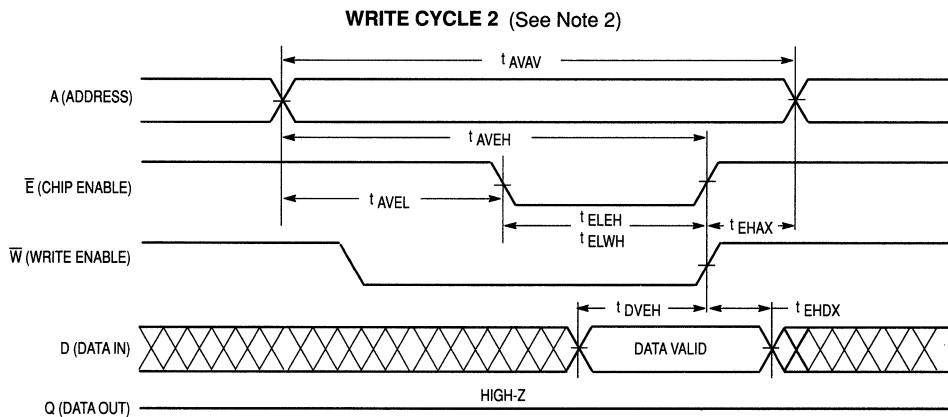 WRITE CYCLE 2 (See Note 2)
t AVAV
A (ADDRESS)
t AVEH
E̅ (CHIP ENABLE)
t AVEL
t ELEH
t EHAX
t ELWH
W̅ (WRITE ENABLE)
t DVEH
t EHDX
D (DATA IN)
DATA VALID
HIGH-Z
Q (DATA OUT)